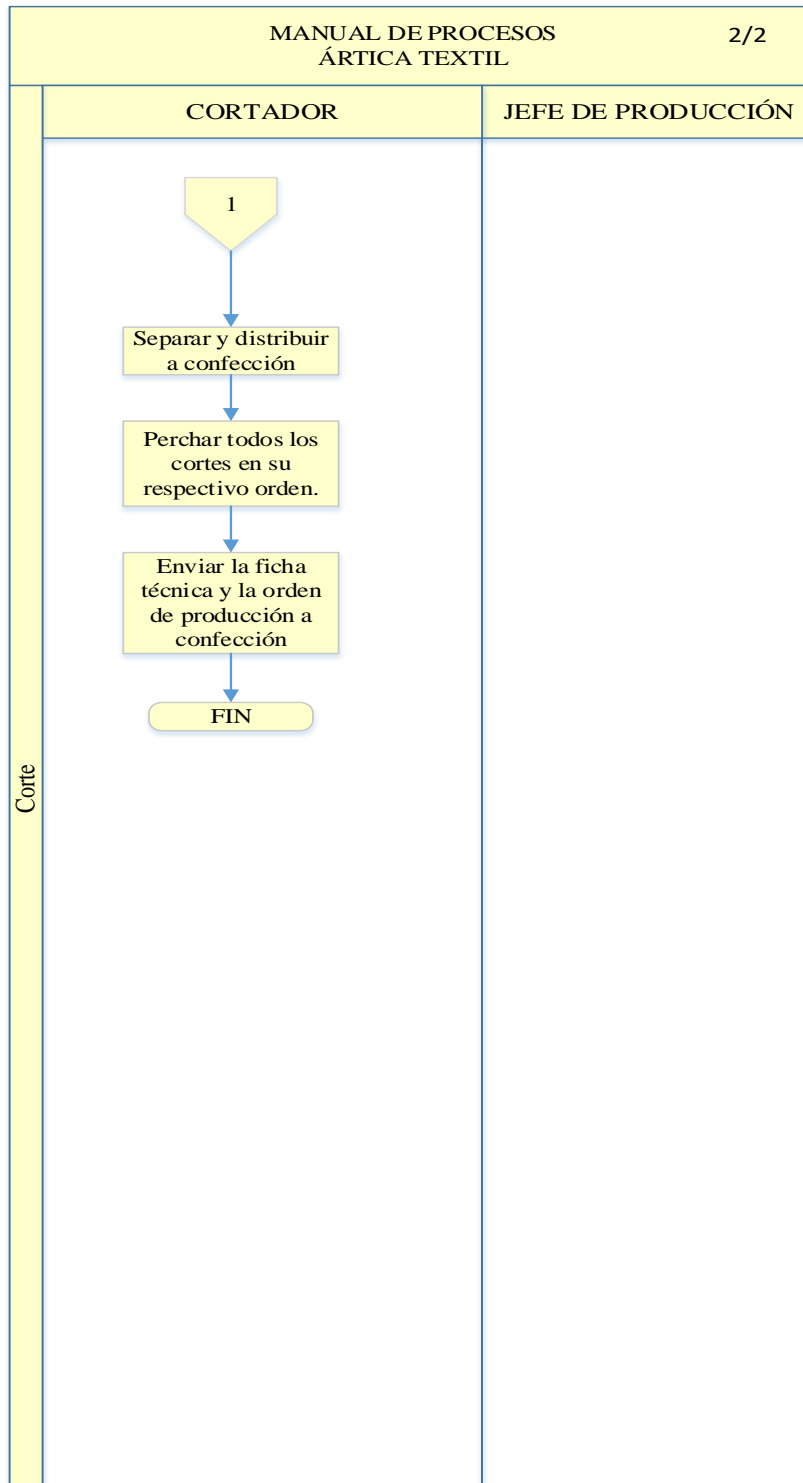 MANUAL DE PROCESOS
ÁRTICA TEXTIL
2/2
CORTADOR
JEFE DE PRODUCCIÓN
1
Separar y distribuir
a confección
Perchar todos los
cortes en su
respectivo orden.
Enviar la ficha
técnica y la orden
de producción a
confección
FIN
Corte